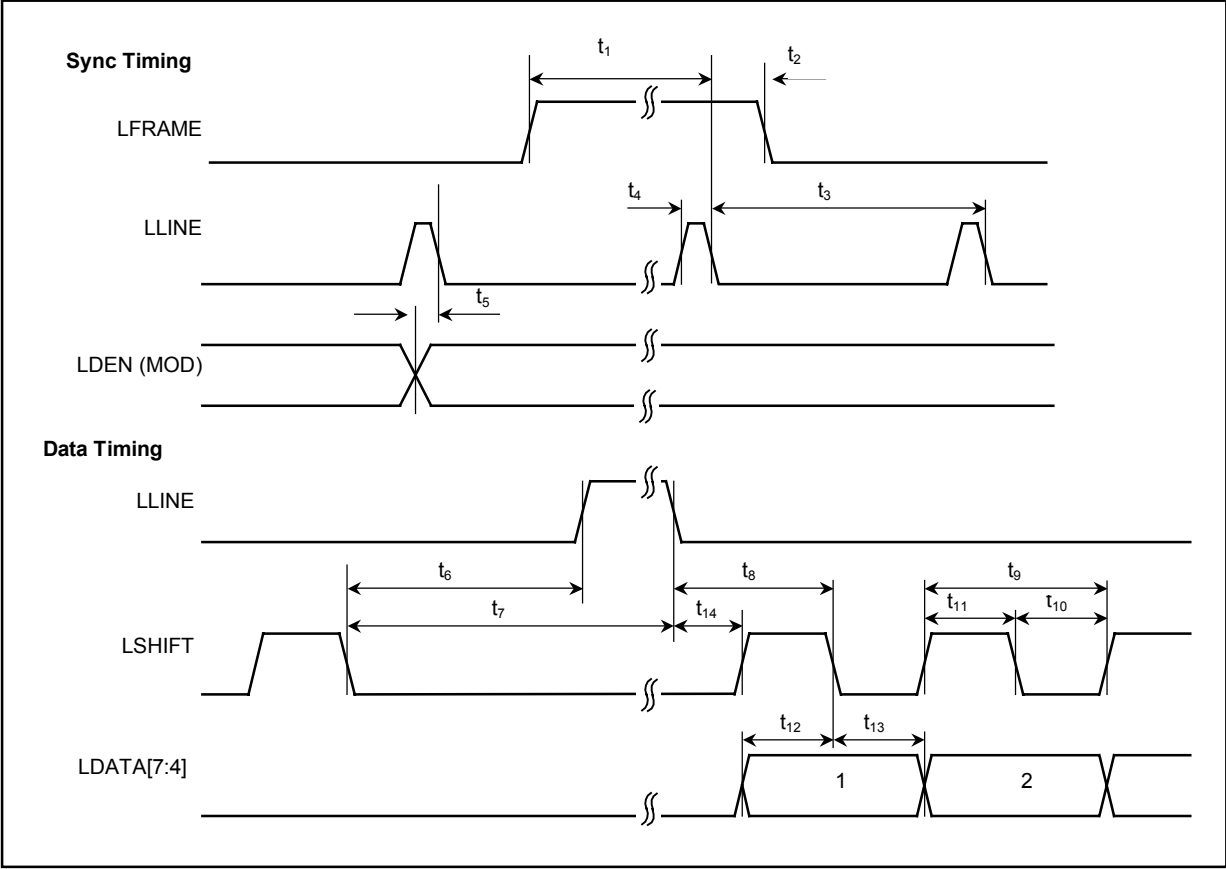 Sync Timing
t1
t2
LFRAME
t4
t3
LLINE
t5
LDEN (MOD)
Data Timing
LLINE
t6
t8
t9
t7
t14
t11
t10
LSHIFT
t12
t13
LDATA[7:4]
1
2